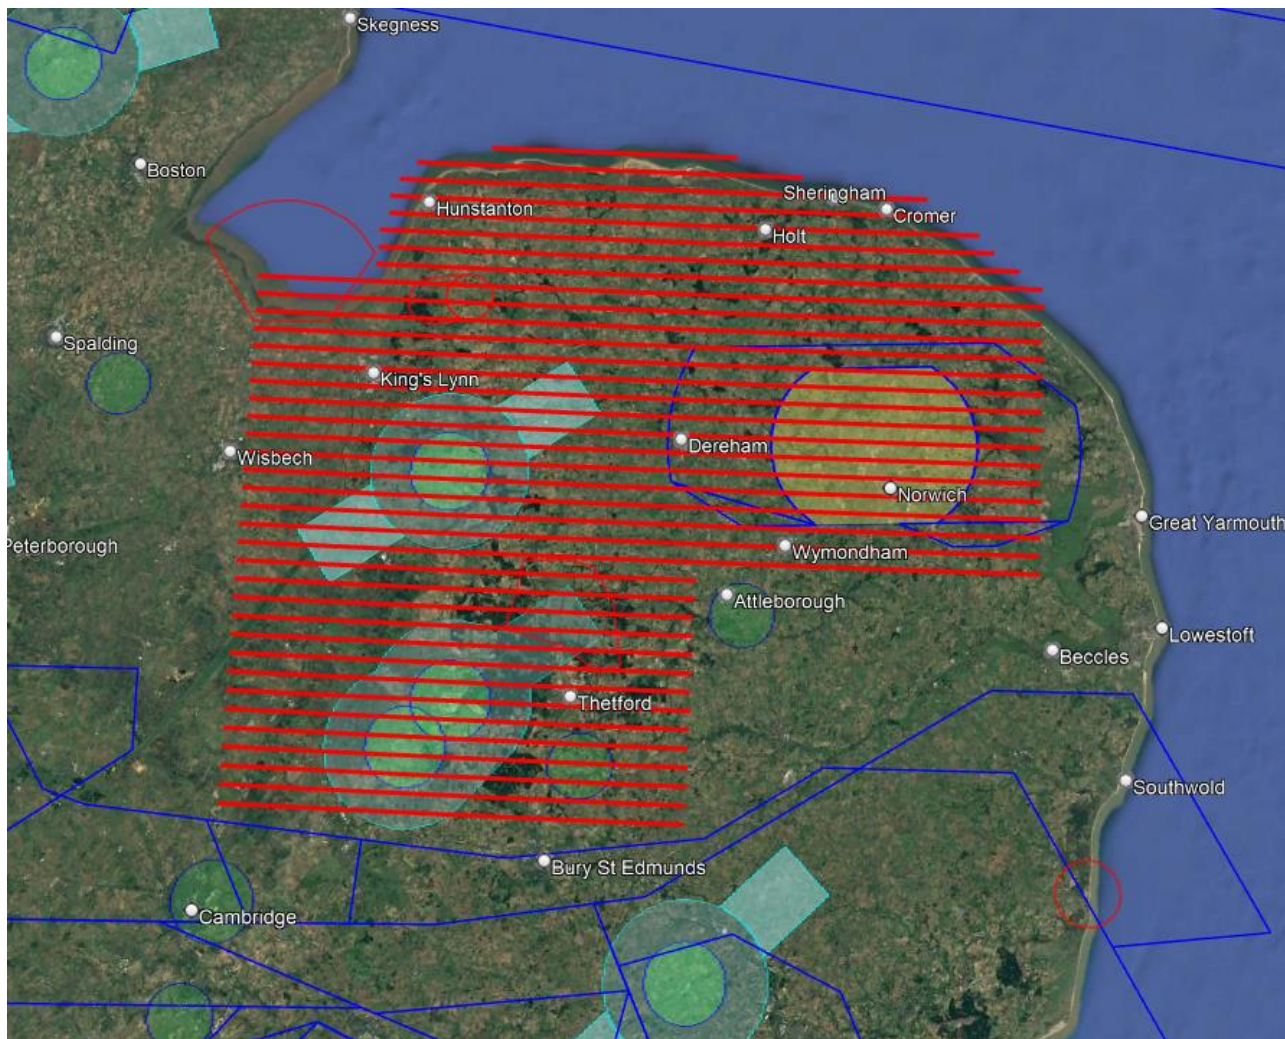 Skegness
Boston
Sheringham
Hunstanton
Cromer
Holt
Spalding
King's Lynn
Dereham
Wisbech
Norwich
Great Yarmouth
Peterborough
Wymondham
Attleborough
Lowestoft
Beccles
Thetford
Southwold
Bury St Edmunds
Cambridge